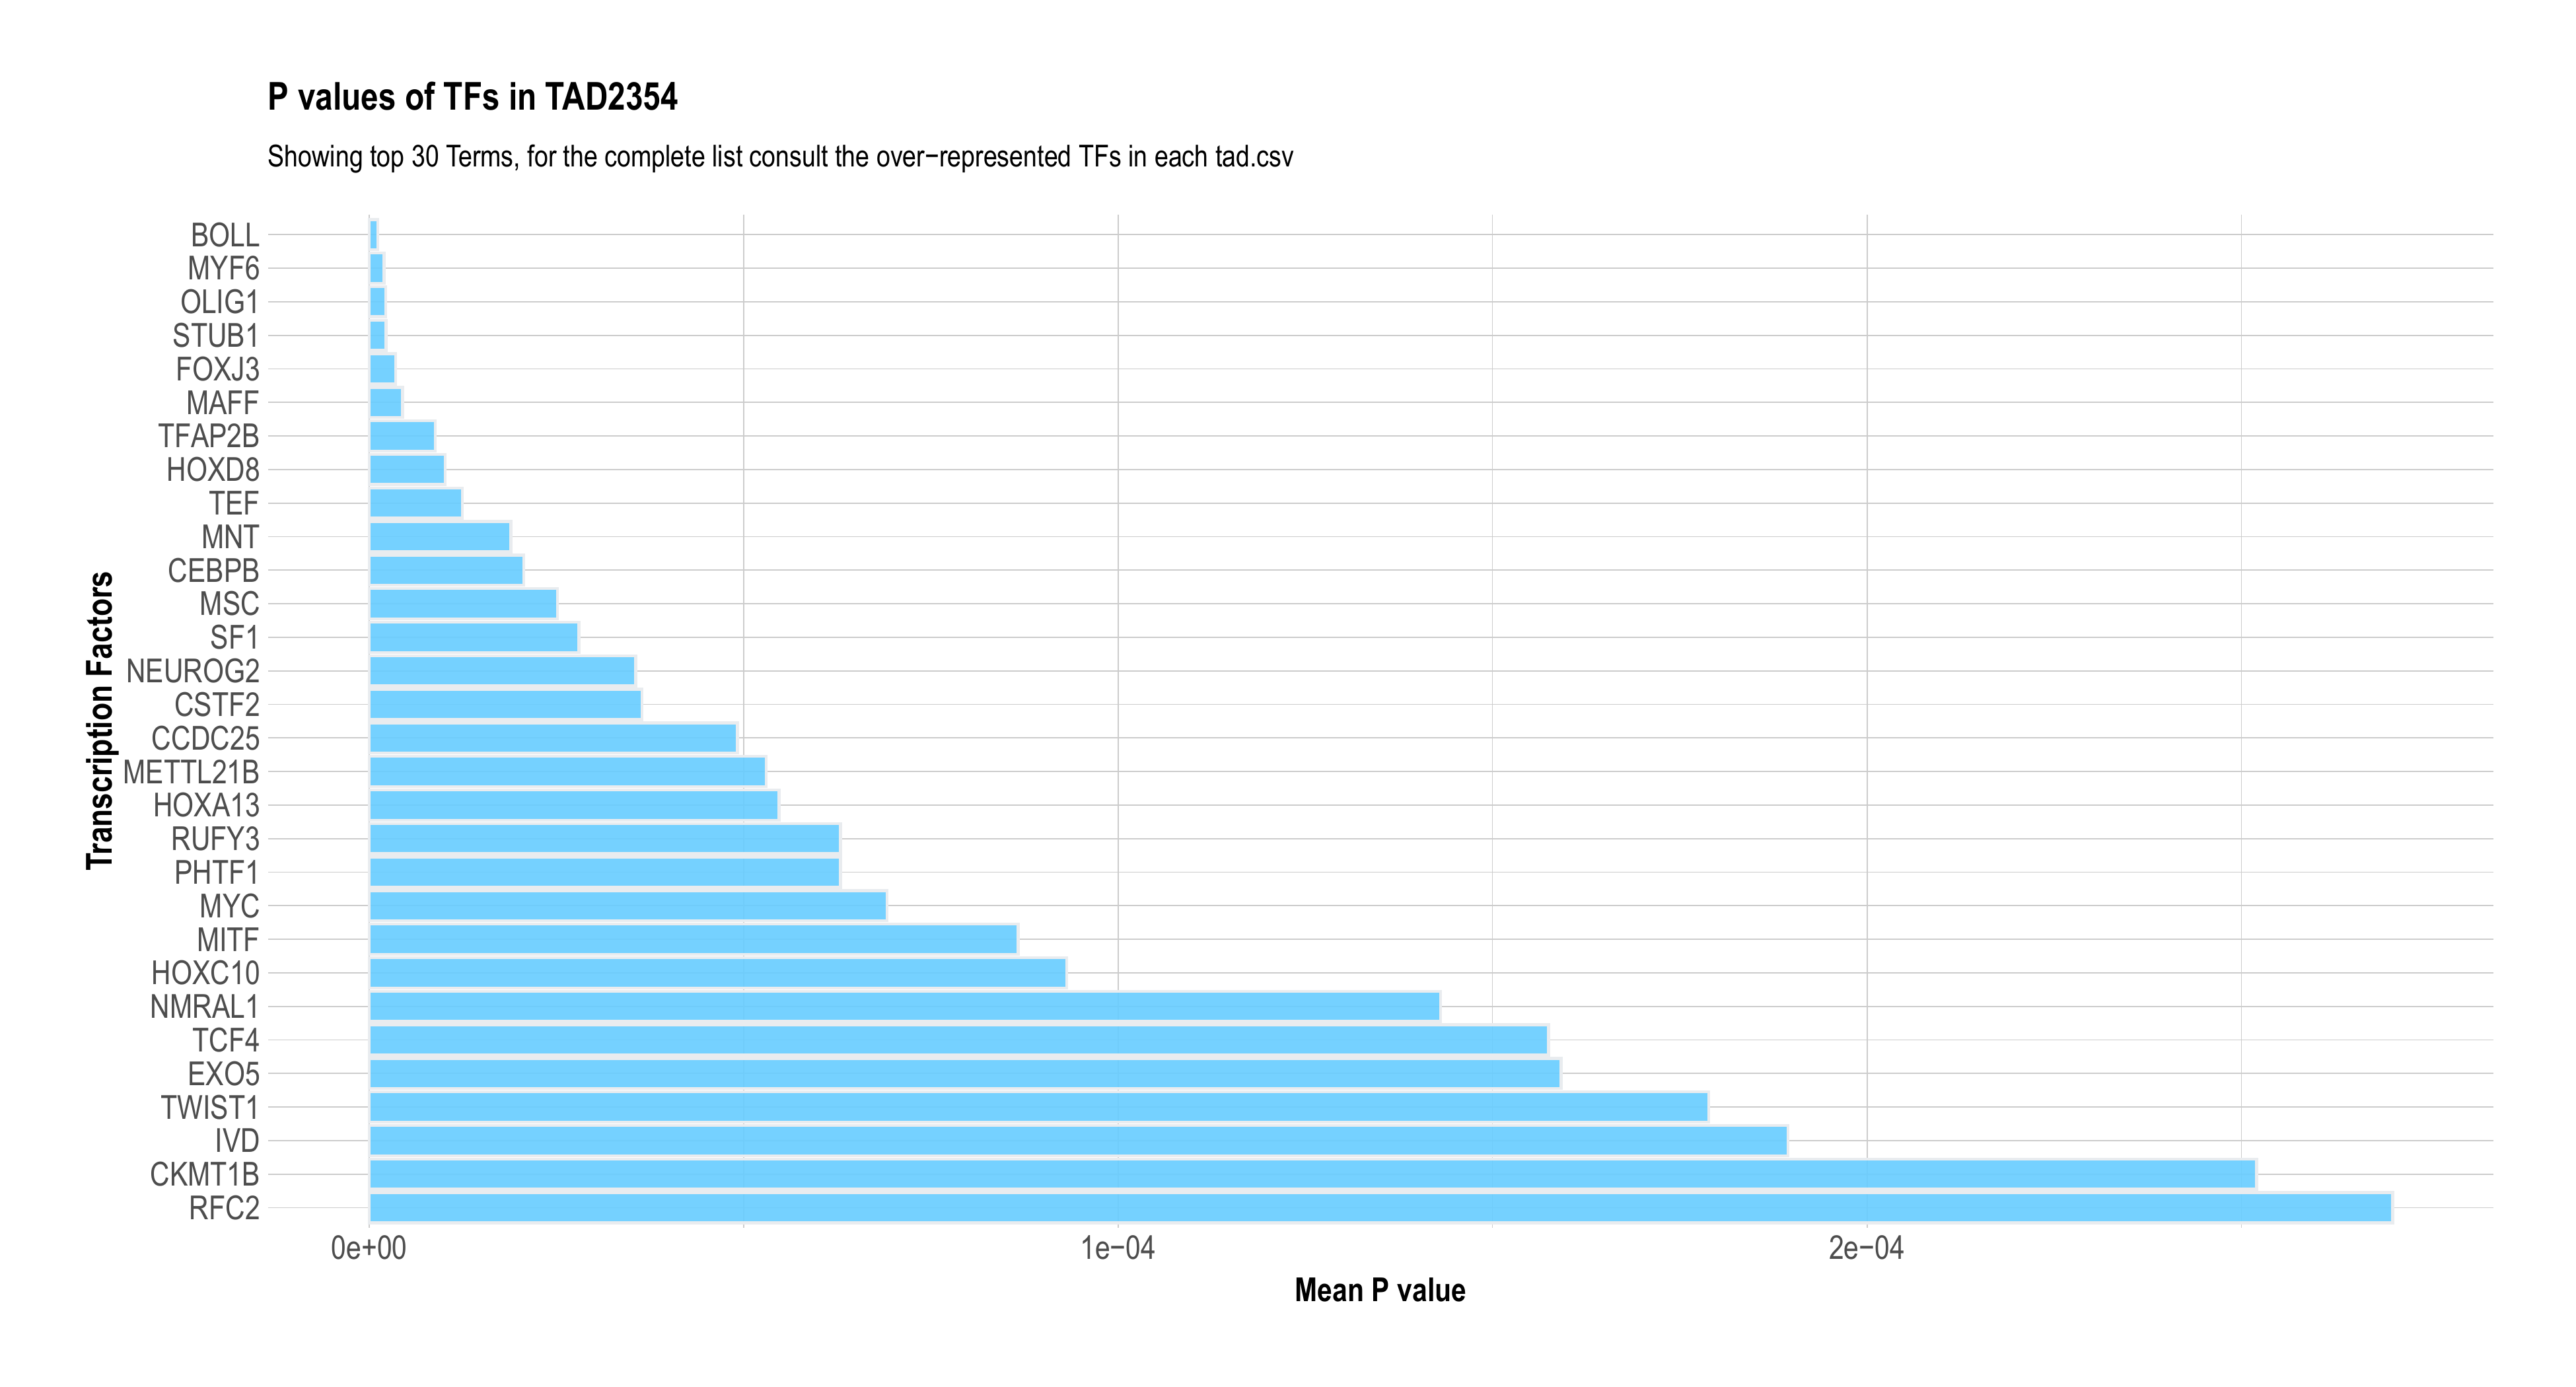 P values of TFs in TAD2354
Showing top 30 Terms, for the complete list consult the over−represented TFs in each tad.csv
Transcription Factors
BOLL
MYF6
OLIG1
STUB1
FOXJ3
MAFF
TFAP2B
HOXD8
TEF
MNT
CEBPB
MSC
SF1
NEUROG2
CSTF2
CCDC25
METTL21B
HOXA13
RUFY3
PHTF1
MYC
MITF
HOXC10
NMRAL1
TCF4
EXO5
TWIST1
IVD
CKMT1B
RFC2
0e+00 1e−04 2e−04
Mean P value